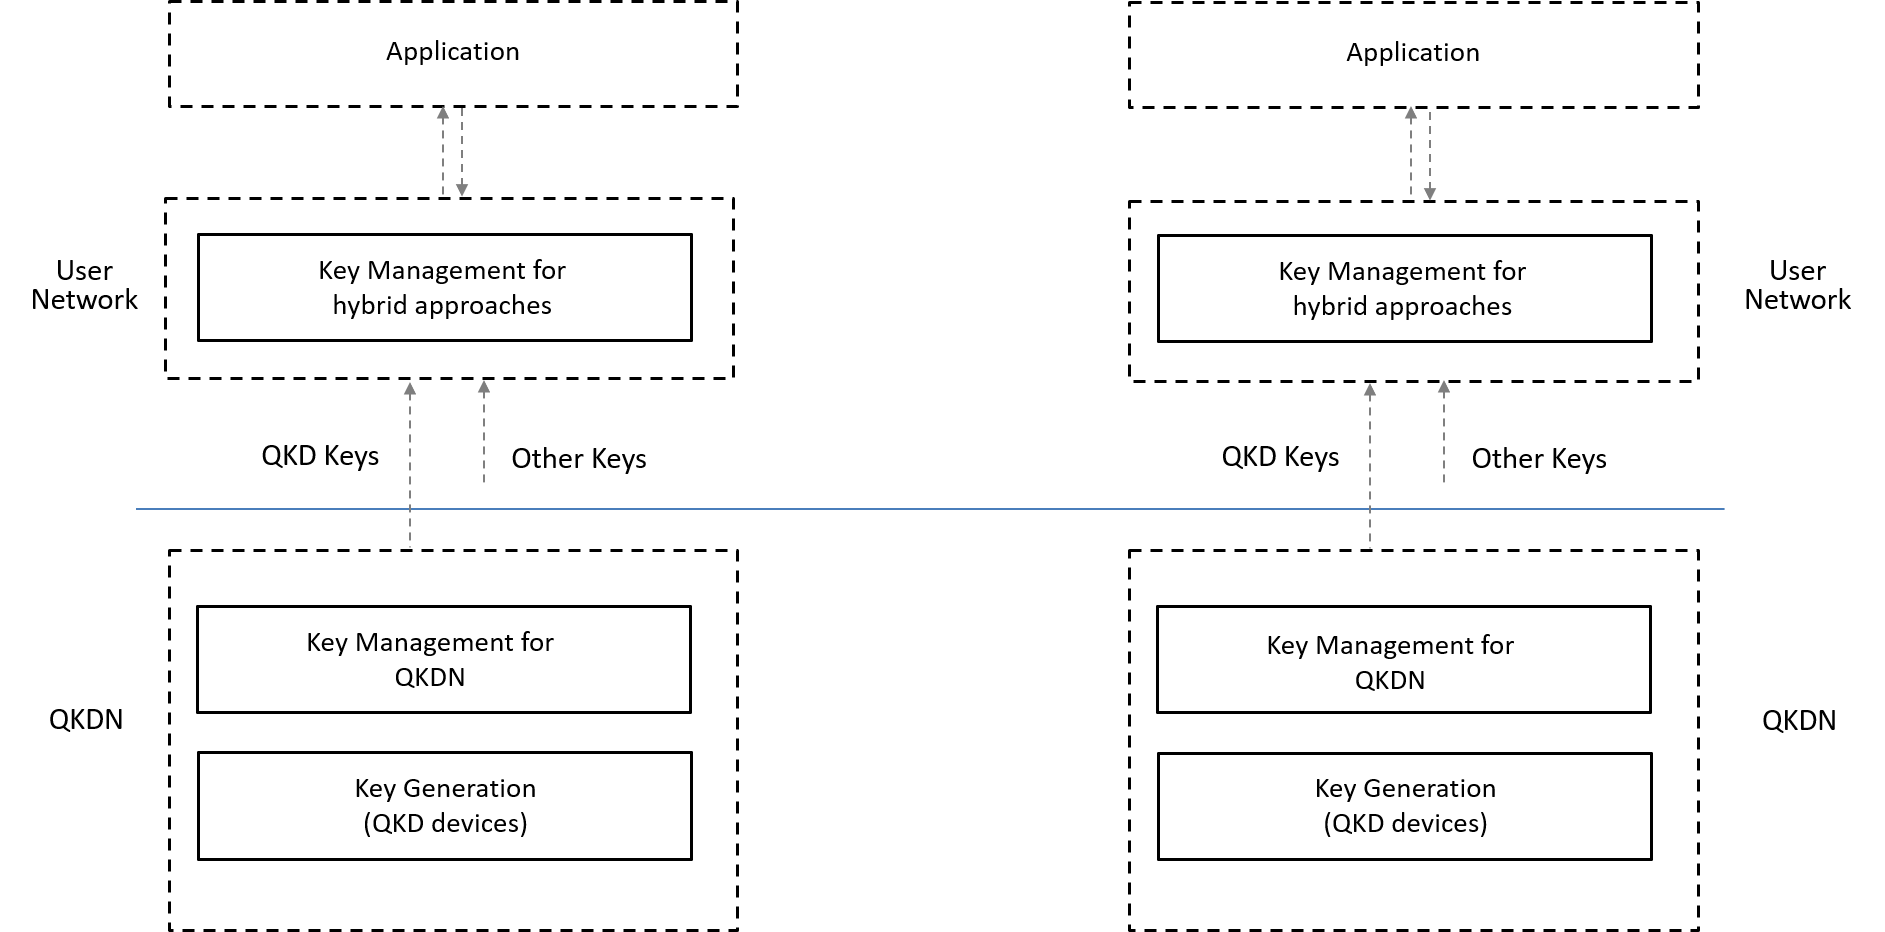 Application
Application
User
Network
Key Management for
hybrid approaches
Key Management for
hybrid approaches
User
Network
QKD Keys
Other Keys
QKD Keys
Other Keys
QKDN
Key Management for
QKDN
Key Generation
(QKD devices)
Key Management for
QKDN
Key Generation
(QKD devices)
QKDN